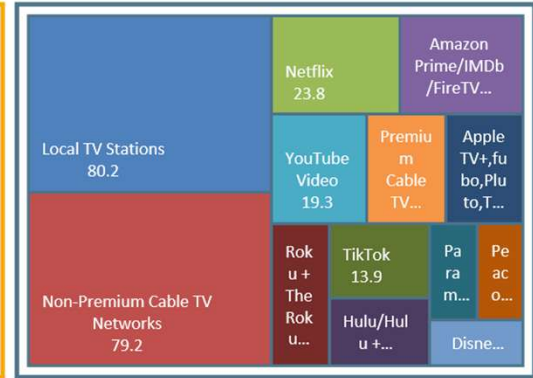 Local TV Stations
80.2
Non-Premium Cable TV
Networks
79.2
Netflix
23.8
Amazon
Prime/IMDb
/FireTV...
YouTube
Video
19.3
Premiu
m
Cable
TV...
Apple
TV+,fu
bo,Plu
to,T...
Rok
u +
The
Rok
u...
TikTok
13.9
Hulu/Hul
u +...
Pa
ra
m...
Pe
ac
o...
Disne...